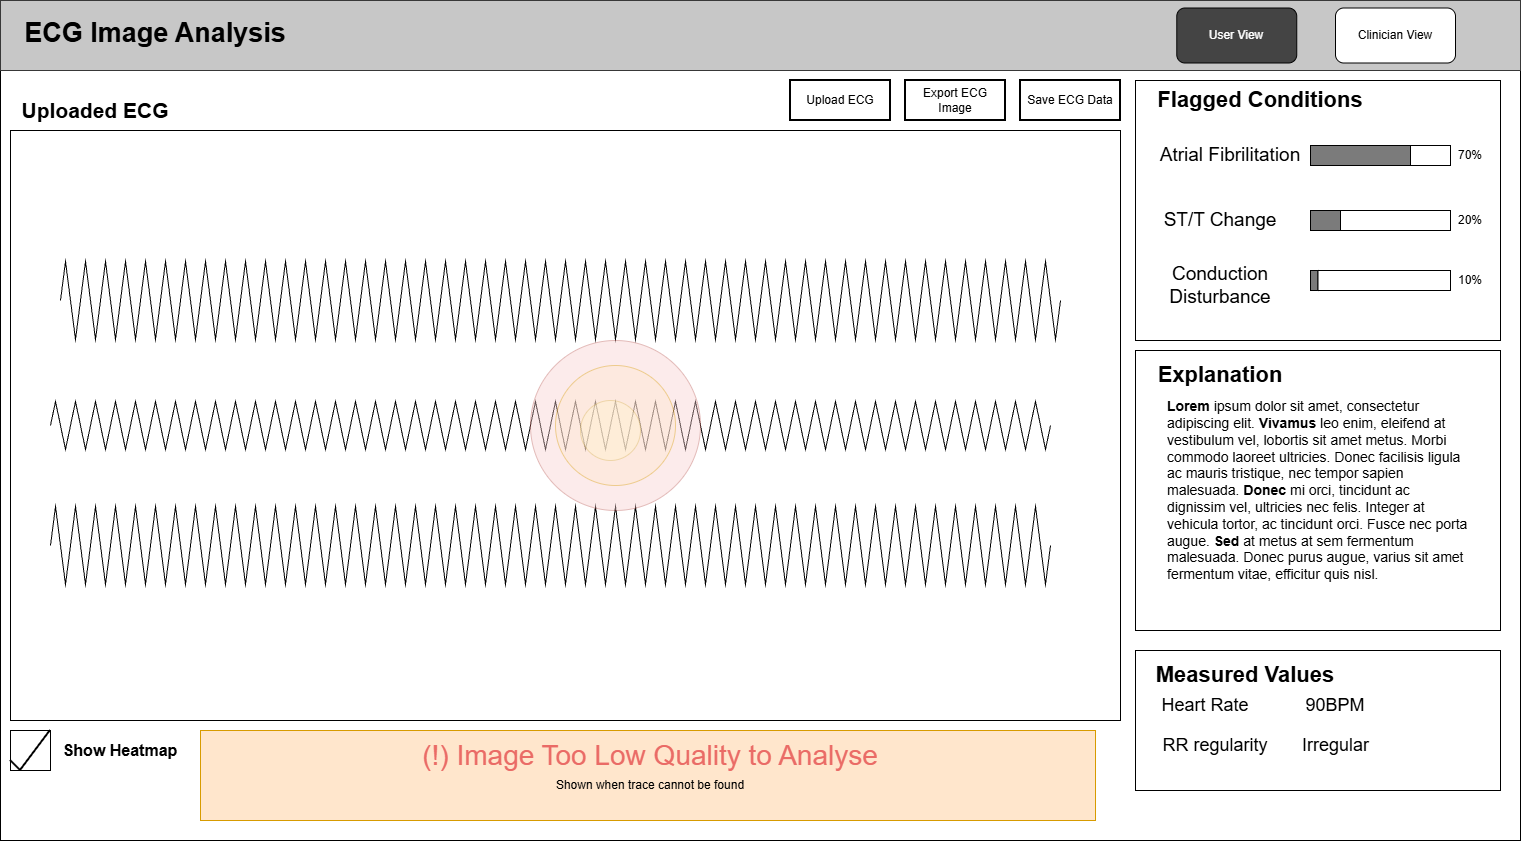 ECG Image Analysis
User View
Clinician View
Uploaded ECG
Upload ECG
Export ECG
Image
Save ECG Data
Flagged Conditions
Atrial Fibrilitation
70%
ST/T Change
20%
Conduction
Disturbance
10%
Explanation
Lorem ipsum dolor sit amet, consectetur
adipiscing elit. Vivamus leo enim, eleifend at
vestibulum vel, lobortis sit amet metus. Morbi
commodo laoreet ultricies. Donec facilisis ligula
ac mauris tristique, nec tempor sapien
malesuada. Donec mi orci, tincidunt ac
dignissim vel, ultricies nec felis. Integer at
vehicula tortor, ac tincidunt orci. Fusce nec porta
augue. Sed at metus at sem fermentum
malesuada. Donec purus augue, varius sit amet
fermentum vitae, efficitur quis nisl.
Measured Values
Heart Rate 90BPM
RR regularity Irregular
Show Heatmap
(!) Image Too Low Quality to Analyse
Shown when trace cannot be found